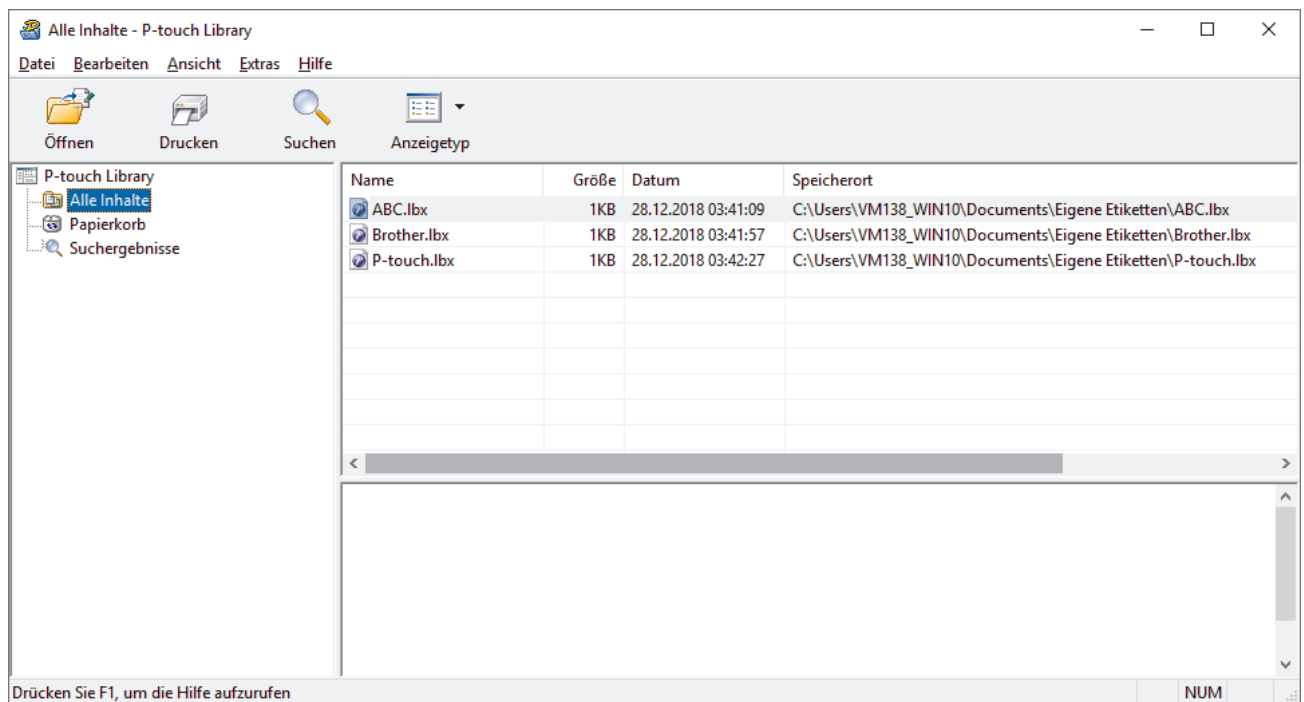 Alle Inhalte - P-touch Library
Datei Bearbeiten Ansicht Extras Hilfe
Öffnen Drucken Suchen Anzeigetyp
P-touch Library
Alle Inhalte
Papierkorb
Suchergebnisse
Name Größe Datum Speicherort
ABC.lbx 1KB 28.12.2018 03:41:09 C:\Users\VM138_WIN10\Documents\Eigene Etiketten\ABC.lbx
Brother.lbx 1KB 28.12.2018 03:41:57 C:\Users\VM138_WIN10\Documents\Eigene Etiketten\Brother.lbx
P-touch.lbx 1KB 28.12.2018 03:42:27 C:\Users\VM138_WIN10\Documents\Eigene Etiketten\P-touch.lbx
Drücken Sie F1, um die Hilfe aufzurufen NUM